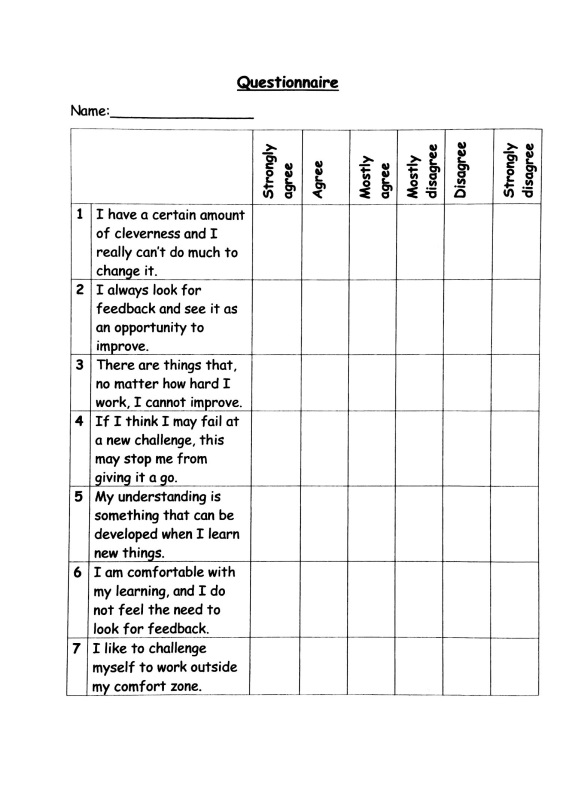 Questionnaire
Name:
Strongly
agree
Agree
Mostly
agree
Mostly
disagree
Disagree
Strongly
disagree
1 I have a certain amount
of cleverness and I
really can't do much to
change it.
2 I always look for
feedback and see it as
an opportunity to
improve.
3 There are things that,
no matter how hard I
work, I cannot improve.
4 If I think I may fail at
a new challenge, this
may stop me from
giving it a go.
5 My understanding is
something that can be
developed when I learn
new things.
6 I am comfortable with
my learning, and I do
not feel the need to
look for feedback.
7 I like to challenge
myself to work outside
my comfort zone.